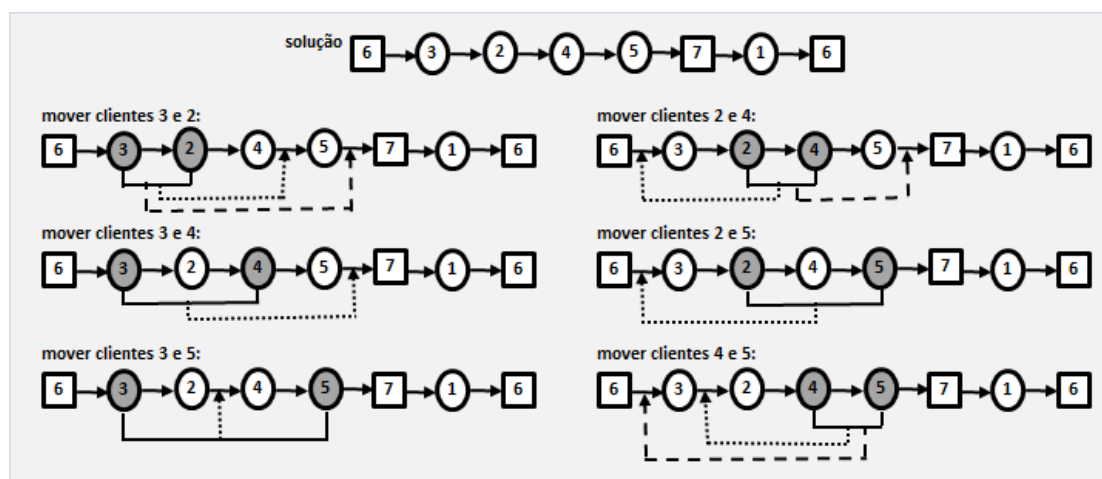 solução 6 3 2 4 5 7 1 6
mover clientes 3 e 2:
6 3 2 4 5 7 1 6
mover clientes 2 e 4:
6 3 2 4 5 7 1 6
mover clientes 3 e 4:
6 3 2 4 5 7 1 6
mover clientes 2 e 5:
6 3 2 4 5 7 1 6
mover clientes 3 e 5:
6 3 2 4 5 7 1 6
mover clientes 4 e 5:
6 3 2 4 5 7 1 6